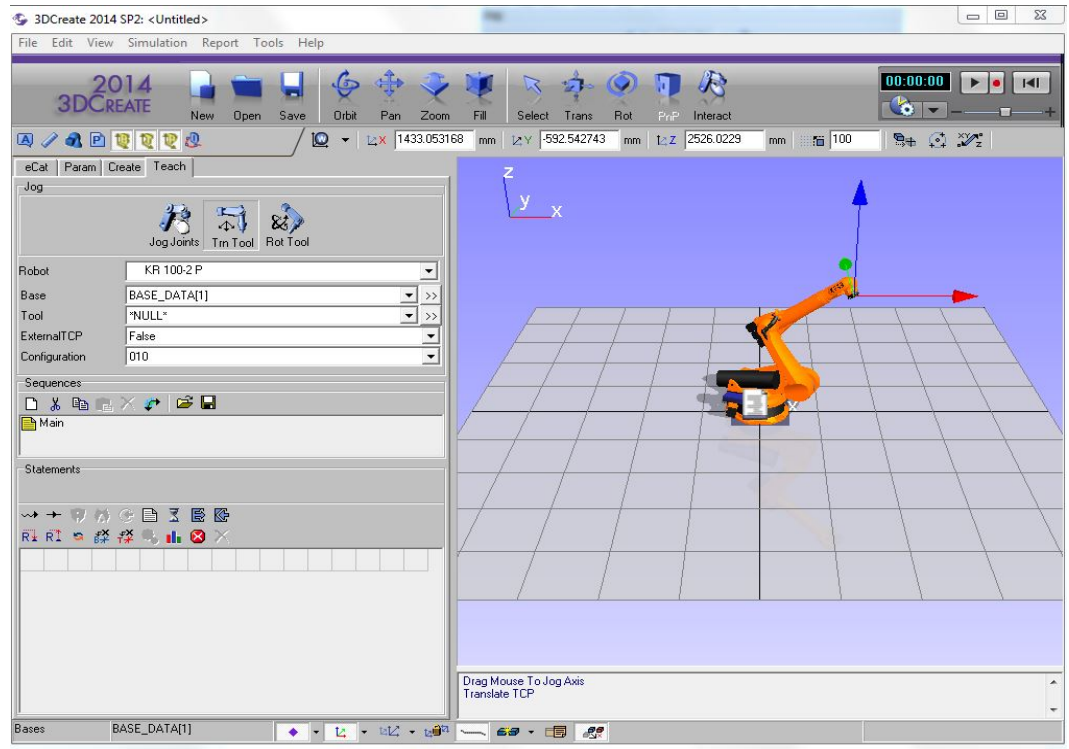 3DCreate 2014 SP2: <Untitled>
File Edit View Simulation Report Tools Help
2014
3DCREATE
New Open Save Orbit Pan Zoom Fill Select Trans Rot PnP Interact
00:00:00
X 1433.053168 mm Y -592.542743 mm Z 2526.0229 mm 100
eCat Param Create Teach
Jog
Jog Joints Trn Tool Rot Tool
Robot KR 100-2 P
Base BASE_DATA[1] >>
Tool *NULL* >>
ExternalTCP False
Configuration 010
Sequences
Main
Statements
z
y
x
Drag Mouse To Jog Axis
Translate TCP
Bases BASE_DATA[1]